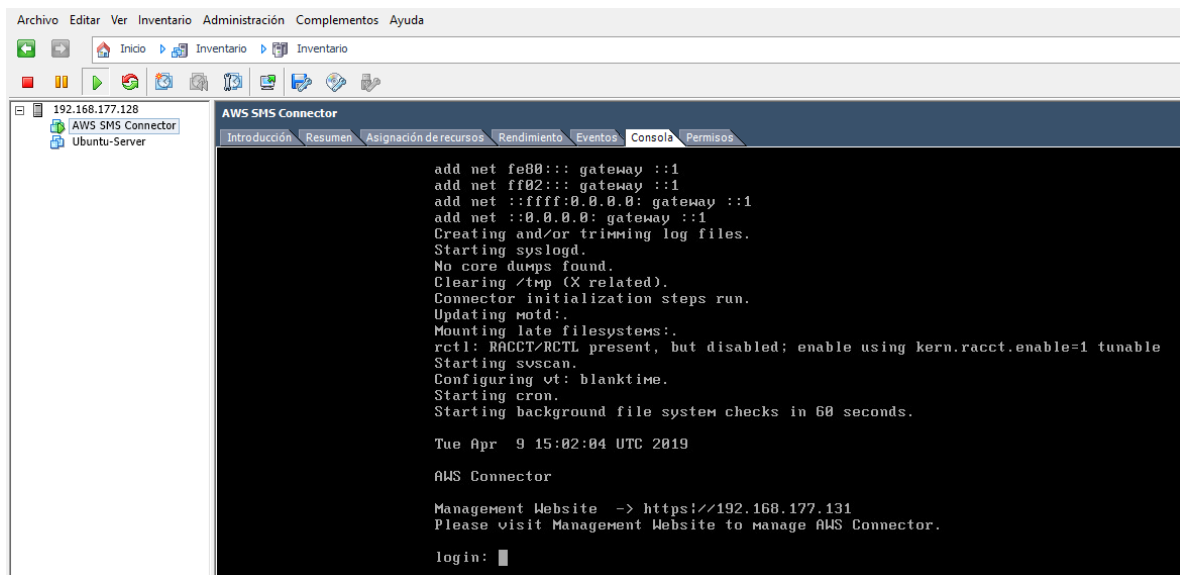 Archivo Editar Ver Inventario Administración Complementos Ayuda
Inicio Inventario Inventario
192.168.177.128
AWS SMS Connector
Ubuntu-Server
AWS SMS Connector
Introducción Resumen Asignación de recursos Rendimiento Eventos Consola Permisos
add net fe80::: gateway ::1
add net ff02::: gateway ::1
add net ::ffff:0.0.0.0: gateway ::1
add net ::0.0.0.0: gateway ::1
Creating and/or trimming log files.
Starting syslogd.
No core dumps found.
Clearing /tmp (X related).
Connector initialization steps run.
Updating motd:.
Mounting late filesystems:.
rctl: RACCT/RCTL present, but disabled; enable using kern.racct.enable=1 tunable
Starting svscan.
Configuring vt: blanktime.
Starting cron.
Starting background file system checks in 60 seconds.
Tue Apr  9 15:02:04 UTC 2019
AWS Connector
Management Website -> https://192.168.177.131
Please visit Management Website to manage AWS Connector.
login: